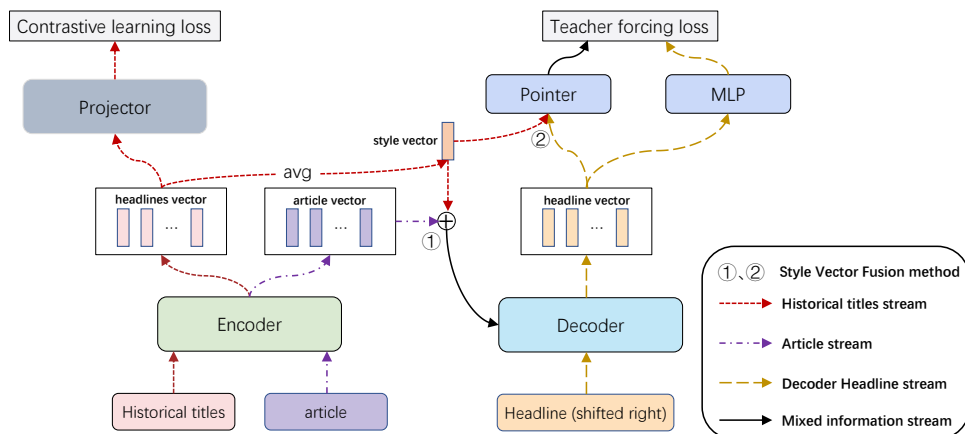 Contrastive learning loss
Teacher forcing loss
Projector
Pointer
MLP
style vector
②
avg
headlines vector
...
article vector
...
headline vector
...
①
Encoder
Decoder
Historical titles
article
Headline (shifted right)
①、② Style Vector Fusion method
Historical titles stream
Article stream
Decoder Headline stream
Mixed information stream